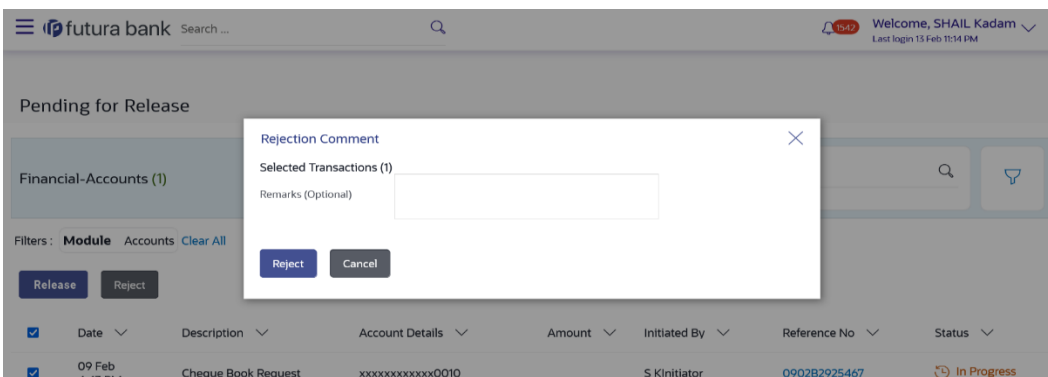 futura bank Search ... 1542 Welcome, SHAIL Kadam
Last login 13 Feb 11:14 PM
Pending for Release
Rejection Comment
Selected Transactions (1)
Financial-Accounts (1)
Remarks (Optional)
Filters : Module Accounts Clear All
Reject Cancel
Release Reject
Date Description Account Details Amount Initiated By Reference No Status
09 Feb
Cheque Book Request xxxxxxxxxxxx0010 S KInitiator 0902B2925467 In Progress